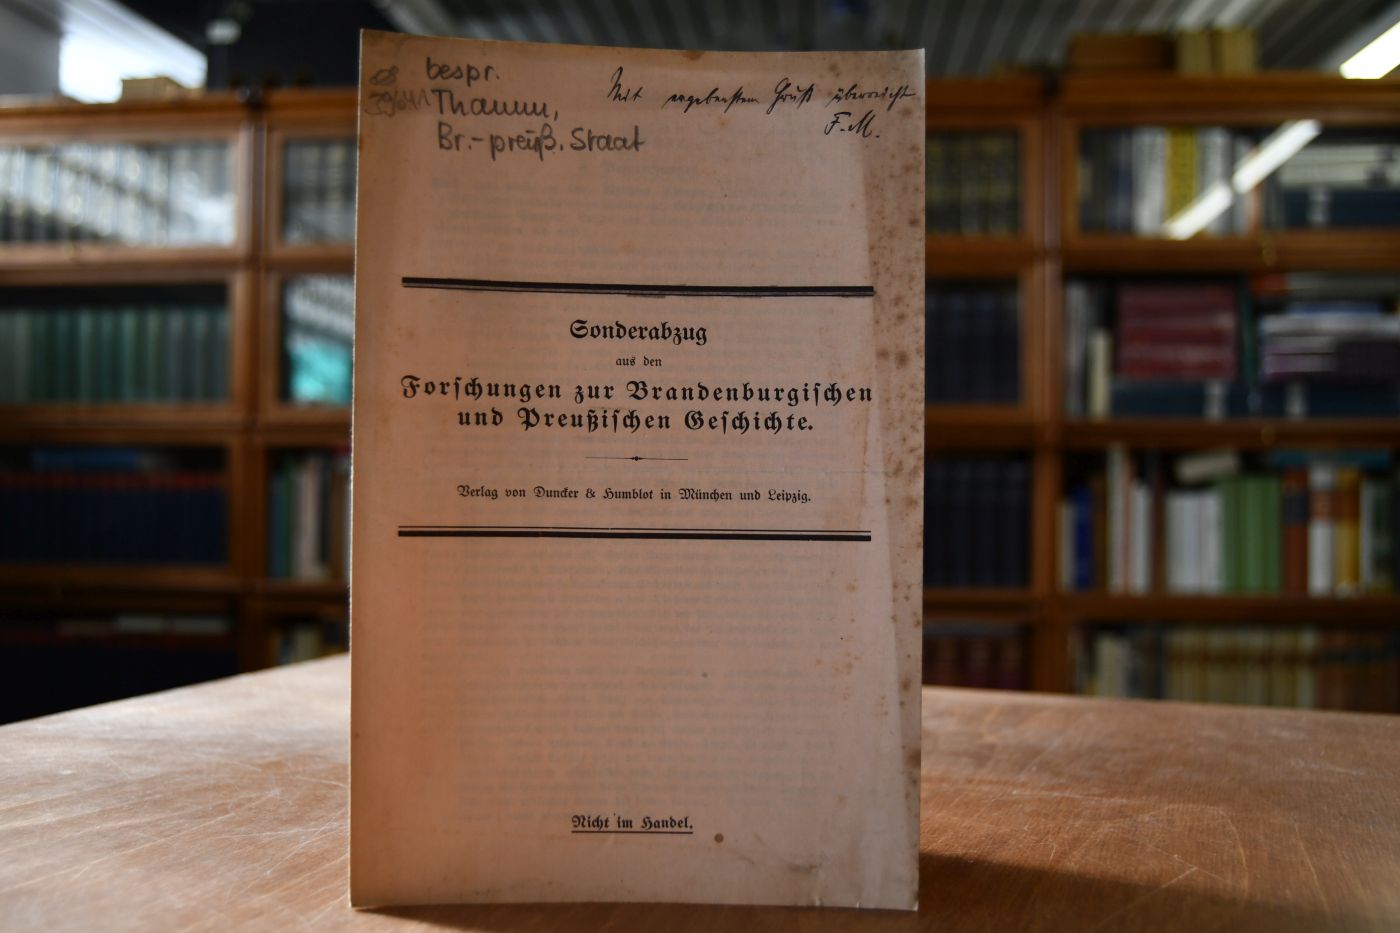 bespr.
Thamm,
Br.-preuß. Staat
Mit ergebenstem Gruß überreicht
F. M.
Sonderabzug
aus den
Forschungen zur Brandenburgischen
und Preußischen Geschichte.
Verlag von Duncker & Humblot in München und Leipzig.
Nicht im Handel.